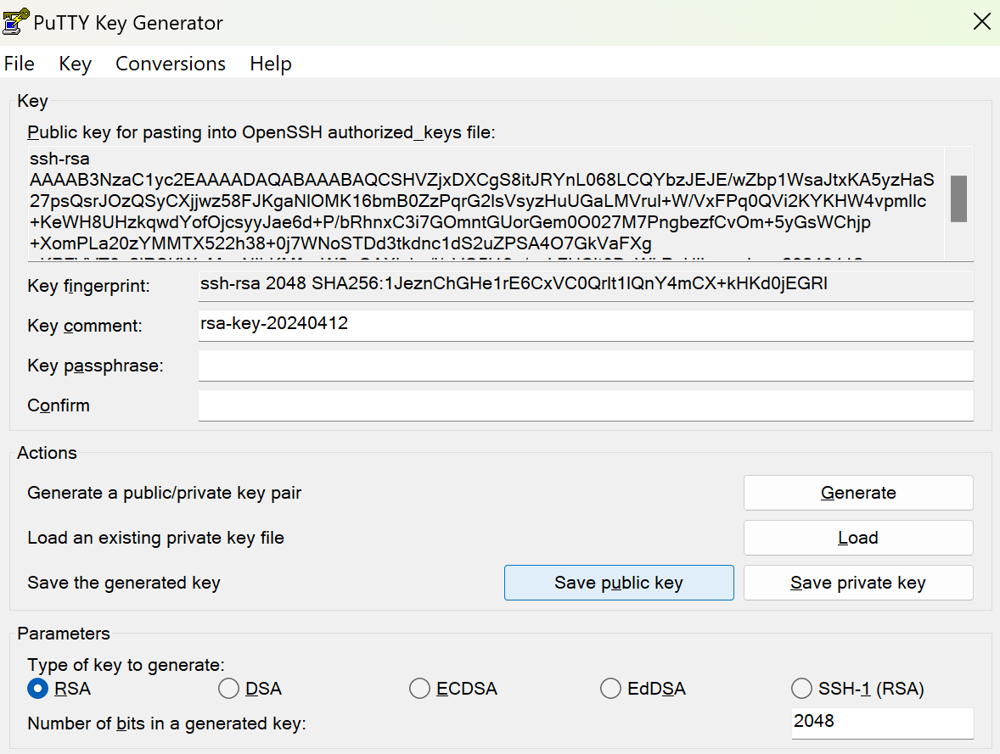 PuTTY Key Generator
File Key Conversions Help
Key
Public key for pasting into OpenSSH authorized_keys file:
ssh-rsa
AAAAB3NzaC1yc2EAAAADAQABAAABAQCSHVZjxDXCgS8itJRYnL068LCQYbzJEJE/wZbp1WsaJtxKA5yzHaS
27psQsrJOzQSyCXjjwz58FJKgaNlOMK16bmB0ZzPqrG2lsVsyzHuUGaLMVruI+W/VxFPq0QVi2KYKHW4vpmllc
+KeWH8UHzkqwdYofOjcsyyJae6d+P/bRhnxC3i7GOmntGUorGem0O027M7PngbezfCvOm+5yGsWChjp
+XomPLa20zYMMTX522h38+0j7WNoSTDd3tkdnc1dS2uZPSA4O7GkVaFXg
Key fingerprint: ssh-rsa 2048 SHA256:1JeznChGHe1rE6CxVC0Qrlt1lQnY4mCX+kHKd0jEGRI
Key comment: rsa-key-20240412
Key passphrase:
Confirm
Actions
Generate a public/private key pair Generate
Load an existing private key file Load
Save the generated key Save public key Save private key
Parameters
Type of key to generate:
RSA DSA ECDSA EdDSA SSH-1 (RSA)
Number of bits in a generated key: 2048